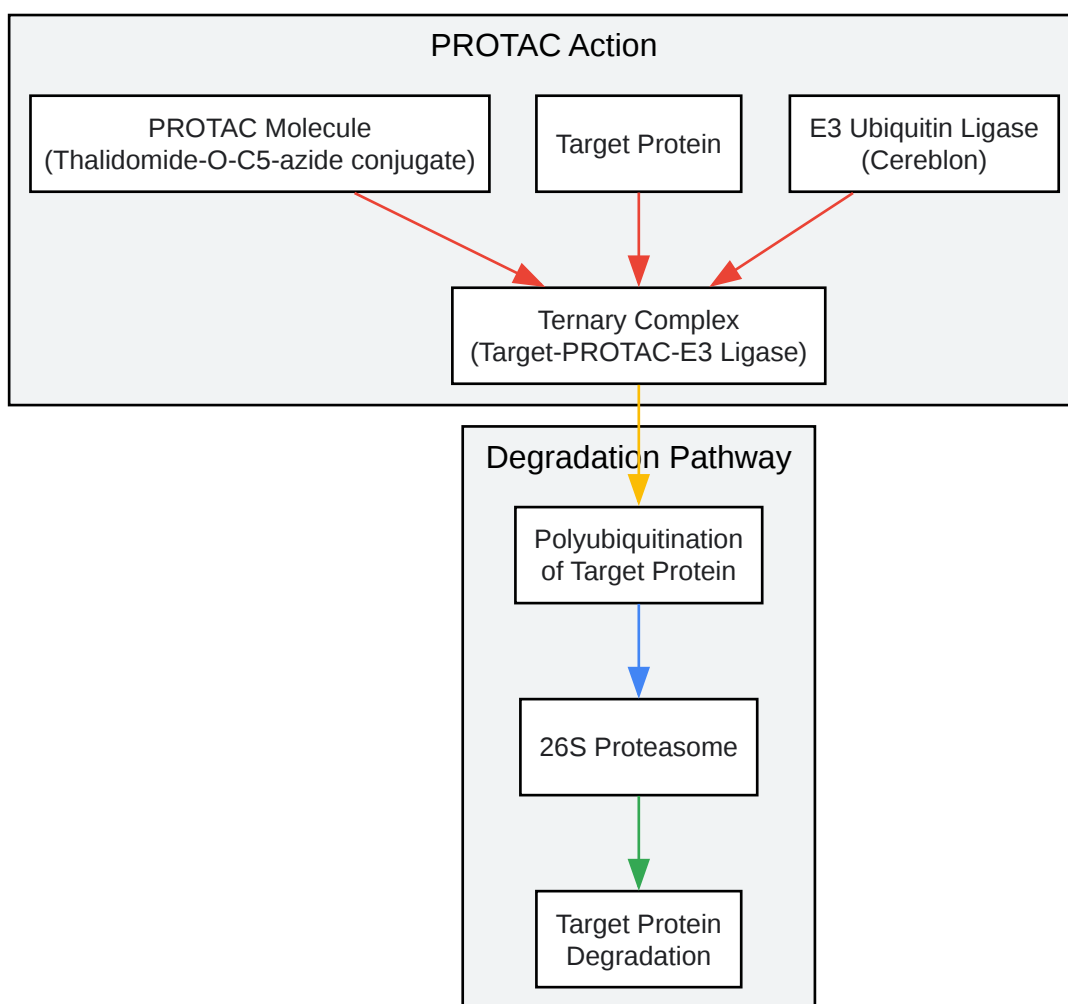 PROTAC Action
PROTAC Molecule
(Thalidomide-O-C5-azide conjugate)
Target Protein
E3 Ubiquitin Ligase
(Cereblon)
Ternary Complex
(Target-PROTAC-E3 Ligase)
Degradation Pathway
Polyubiquitination
of Target Protein
26S Proteasome
Target Protein
Degradation